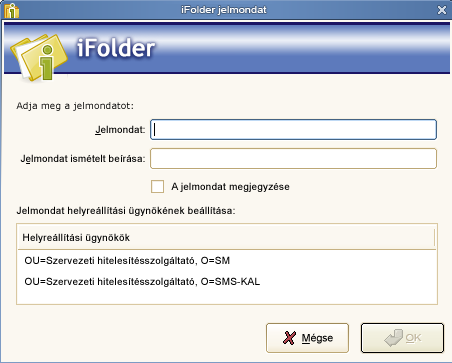 iFolder jelmondat
iFolder
Adja meg a jelmondatot:
Jelmondat:
Jelmondat ismételt beírása:
A jelmondat megjegyzése
Jelmondat helyreállítási ügynökének beállítása:
Helyreállítási ügynökök
OU=Szervezeti hitelesítésszolgáltató, O=SM
OU=Szervezeti hitelesítésszolgáltató, O=SMS-KAL
Mégse OK